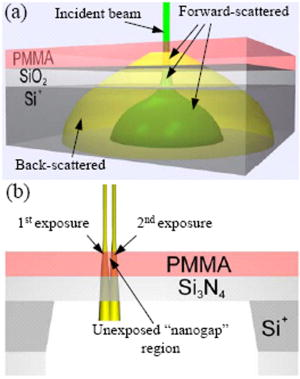 (a)
Incident beam
Forward-scattered
PMMA
SiO2
Si+
Back-scattered
(b)
1st exposure
2nd exposure
PMMA
Si3N4
Si+
Unexposed “nanogap”
region